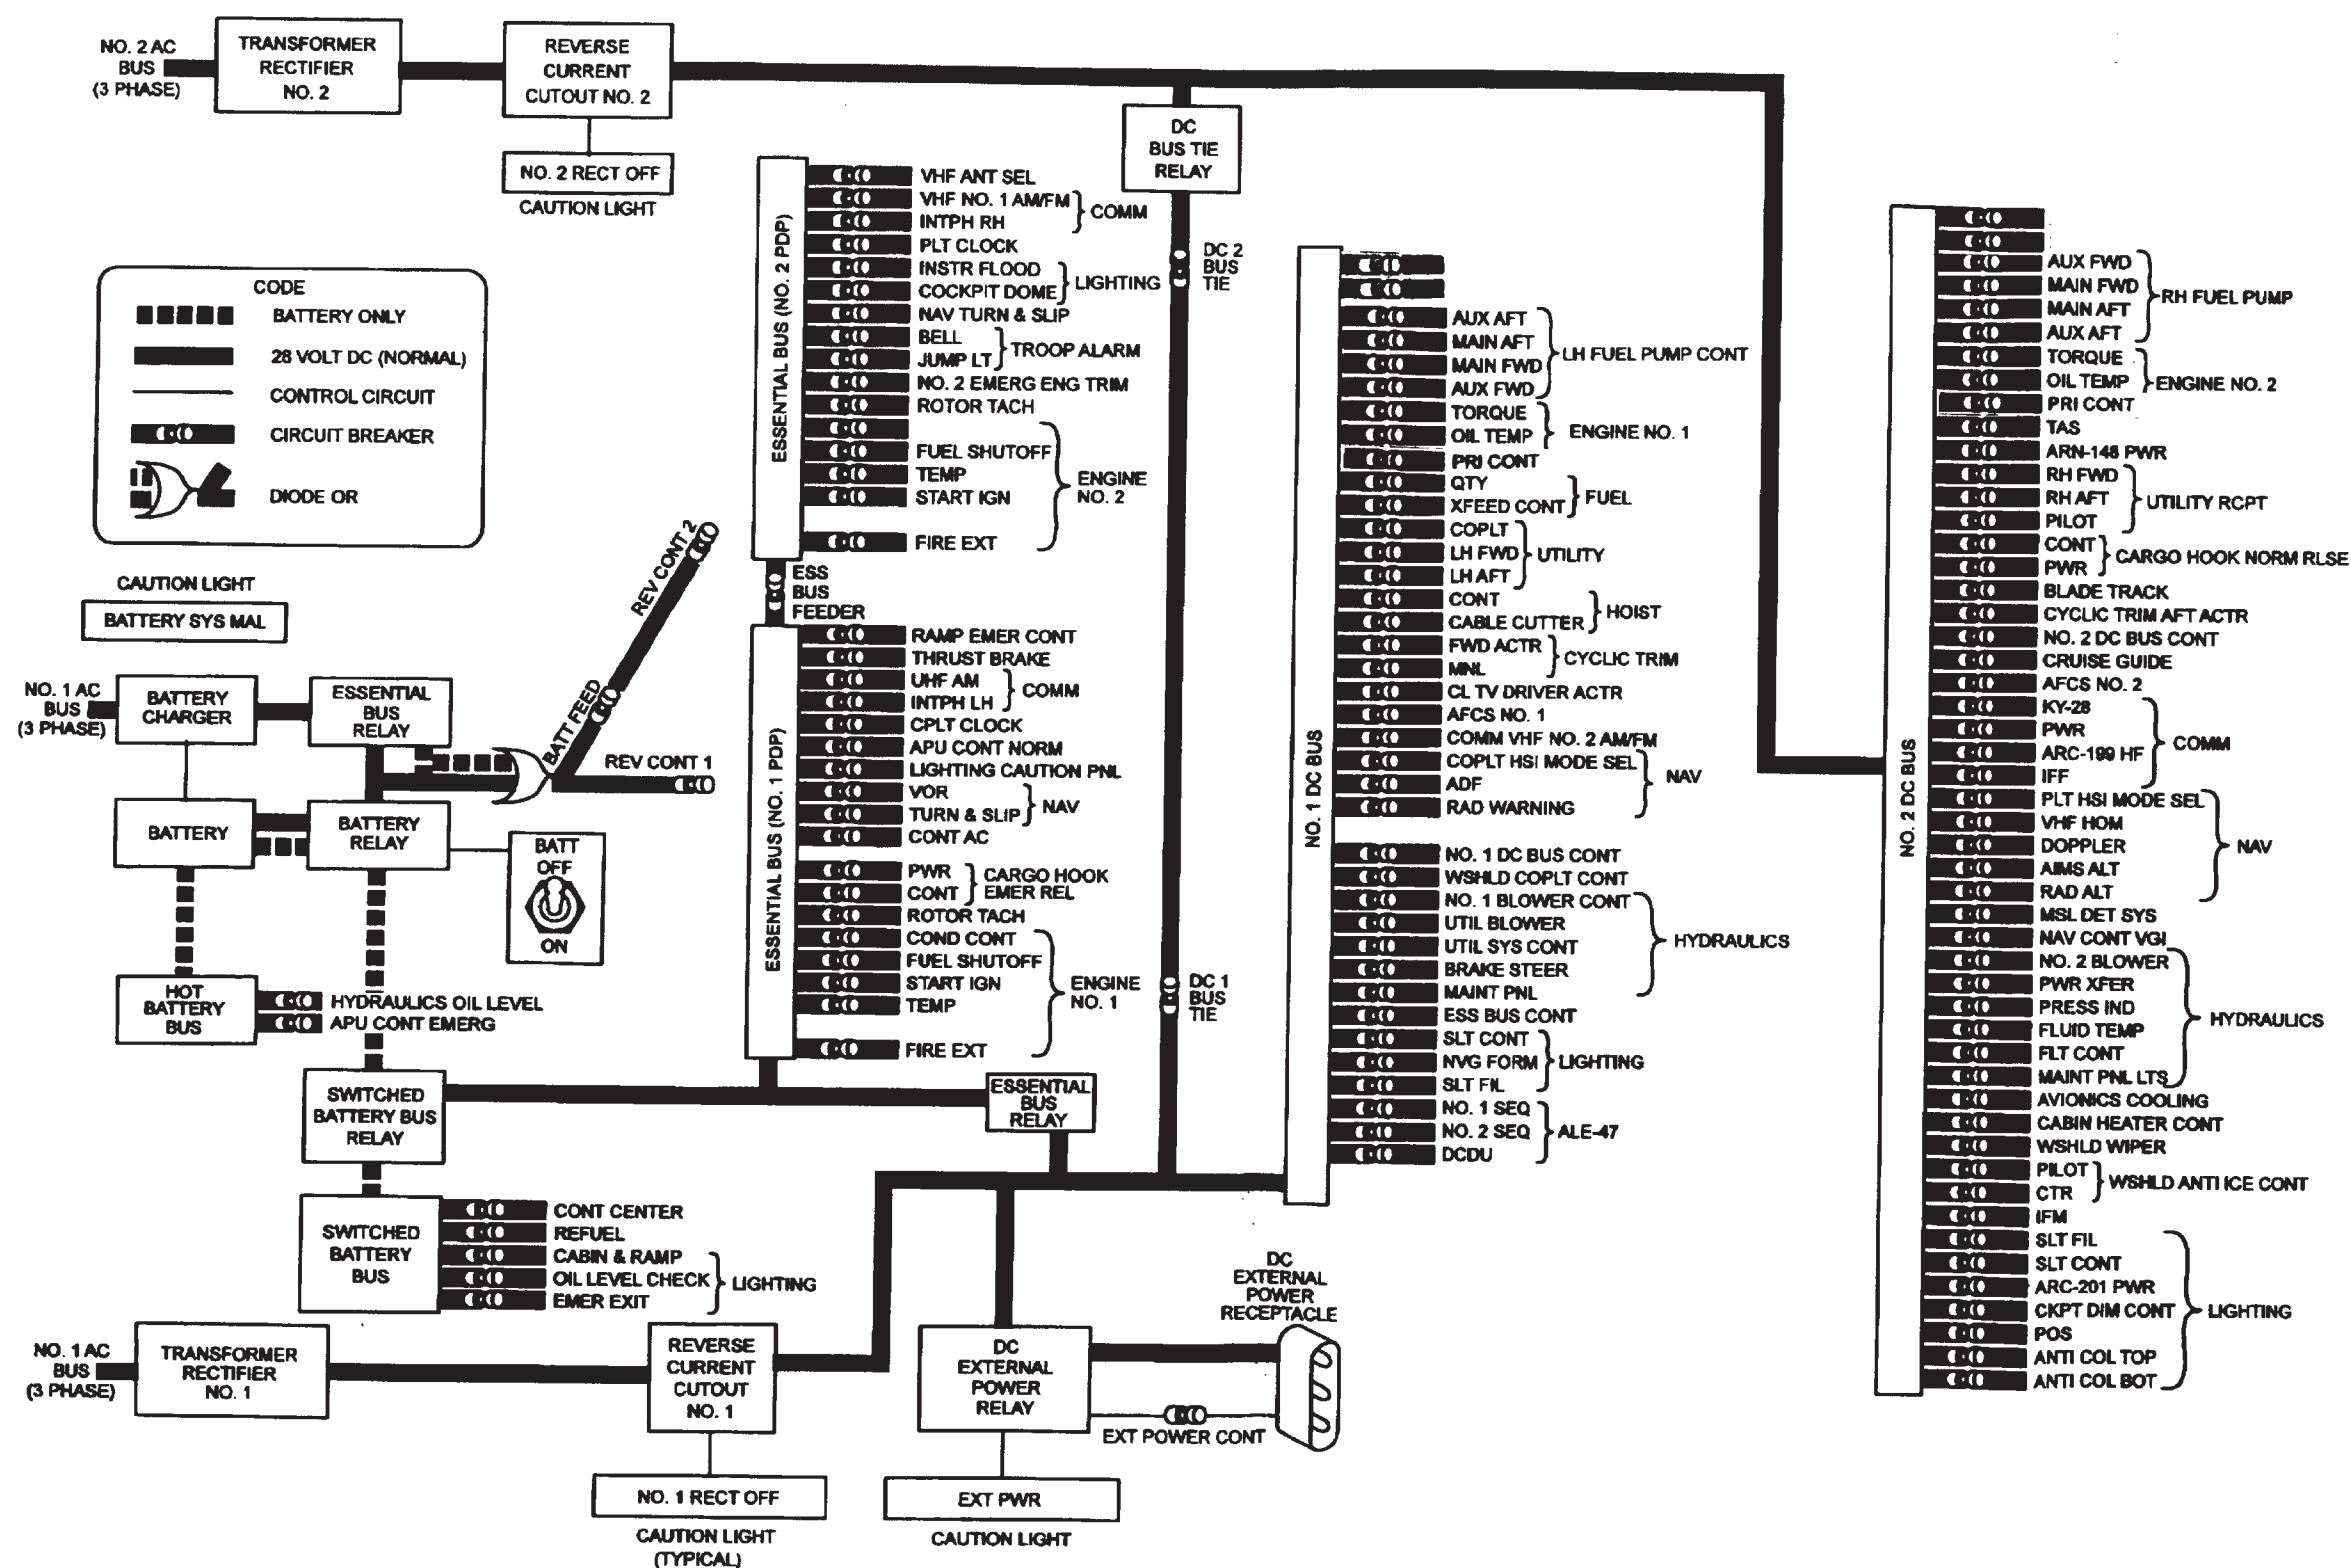 NO. 2 AC
BUS
(3 PHASE)
TRANSFORMER
RECTIFIER
NO. 2
REVERSE
CURRENT
CUTOUT NO. 2
NO. 2 RECT OFF
CAUTION LIGHT
DC
BUS TIE
RELAY
DC 2
BUS
TIE
CODE
BATTERY ONLY
28 VOLT DC (NORMAL)
CONTROL CIRCUIT
CIRCUIT BREAKER
DIODE OR
ESSENTIAL BUS (NO. 2 PDP)
VHF ANT SEL
VHF NO. 1 AM/FM
INTPH RH
COMM
PLT CLOCK
INSTR FLOOD
COCKPIT DOME
LIGHTING
NAV TURN & SLIP
BELL
JUMP LT
TROOP ALARM
NO. 2 EMERG ENG TRIM
ROTOR TACH
FUEL SHUTOFF
TEMP
START IGN
FIRE EXT
ENGINE
NO. 2
ESS
BUS
FEEDER
CAUTION LIGHT
BATTERY SYS MAL
NO. 1 AC
BUS
(3 PHASE)
BATTERY
CHARGER
ESSENTIAL
BUS
RELAY
BATT FEED
REV CONT 2
REV CONT 1
BATTERY
BATTERY
RELAY
BATT
OFF
ON
HOT
BATTERY
BUS
HYDRAULICS OIL LEVEL
APU CONT EMERG
ESSENTIAL BUS (NO. 1 PDP)
RAMP EMER CONT
THRUST BRAKE
UHF AM
INTPH LH
COMM
CPLT CLOCK
APU CONT NORM
LIGHTING CAUTION PNL
VOR
TURN & SLIP
NAV
CONT AC
PWR
CONT
CARGO HOOK
EMER REL
ROTOR TACH
COND CONT
FUEL SHUTOFF
START IGN
TEMP
FIRE EXT
ENGINE
NO. 1
DC 1
BUS
TIE
SWITCHED
BATTERY BUS
RELAY
ESSENTIAL
BUS
RELAY
SWITCHED
BATTERY
BUS
CONT CENTER
REFUEL
CABIN & RAMP
OIL LEVEL CHECK
EMER EXIT
LIGHTING
NO. 1 AC
BUS
(3 PHASE)
TRANSFORMER
RECTIFIER
NO. 1
REVERSE
CURRENT
CUTOUT
NO. 1
NO. 1 RECT OFF
CAUTION LIGHT
(TYPICAL)
DC
EXTERNAL
POWER
RELAY
EXT PWR
CAUTION LIGHT
DC
EXTERNAL
POWER
RECEPTACLE
EXT POWER CONT
NO. 1 DC BUS
AUX AFT
MAIN AFT
MAIN FWD
AUX FWD
LH FUEL PUMP CONT
TORQUE
OIL TEMP
ENGINE NO. 1
PRI CONT
QTY
XFEED CONT
FUEL
COPLT
LH FWD
LH AFT
UTILITY
CONT
CABLE CUTTER
HOIST
FWD ACTR
MNL
CYCLIC TRIM
CL TV DRIVER ACTR
AFCS NO. 1
COMM VHF NO. 2 AM/FM
COPLT HSI MODE SEL
ADF
RAD WARNING
NAV
NO. 1 DC BUS CONT
WSHLD COPLT CONT
NO. 1 BLOWER CONT
UTIL BLOWER
UTIL SYS CONT
BRAKE STEER
MAINT PNL
HYDRAULICS
ESS BUS CONT
SLT CONT
NVG FORM
SLT FIL
LIGHTING
NO. 1 SEQ
NO. 2 SEQ
DCDU
ALE-47
NO. 2 DC BUS
AUX FWD
MAIN FWD
MAIN AFT
AUX AFT
RH FUEL PUMP
TORQUE
OIL TEMP
ENGINE NO. 2
PRI CONT
TAS
ARN-148 PWR
RH FWD
RH AFT
PILOT
UTILITY RCPT
CONT
PWR
CARGO HOOK NORM RLSE
BLADE TRACK
CYCLIC TRIM AFT ACTR
NO. 2 DC BUS CONT
CRUISE GUIDE
AFCS NO. 2
KY-28
PWR
ARC-199 HF
IFF
COMM
PLT HSI MODE SEL
VHF HOM
DOPPLER
AIMS ALT
RAD ALT
NAV
MSL DET SYS
NAV CONT VGI
NO. 2 BLOWER
PWR XFER
PRESS IND
FLUID TEMP
FLT CONT
MAINT PNL LTS
HYDRAULICS
AVIONICS COOLING
CABIN HEATER CONT
WSHLD WIPER
PILOT
CTR
WSHLD ANTI ICE CONT
IFM
SLT FIL
SLT CONT
ARC-201 PWR
CKPT DIM CONT
POS
ANTI COL TOP
ANTI COL BOT
LIGHTING